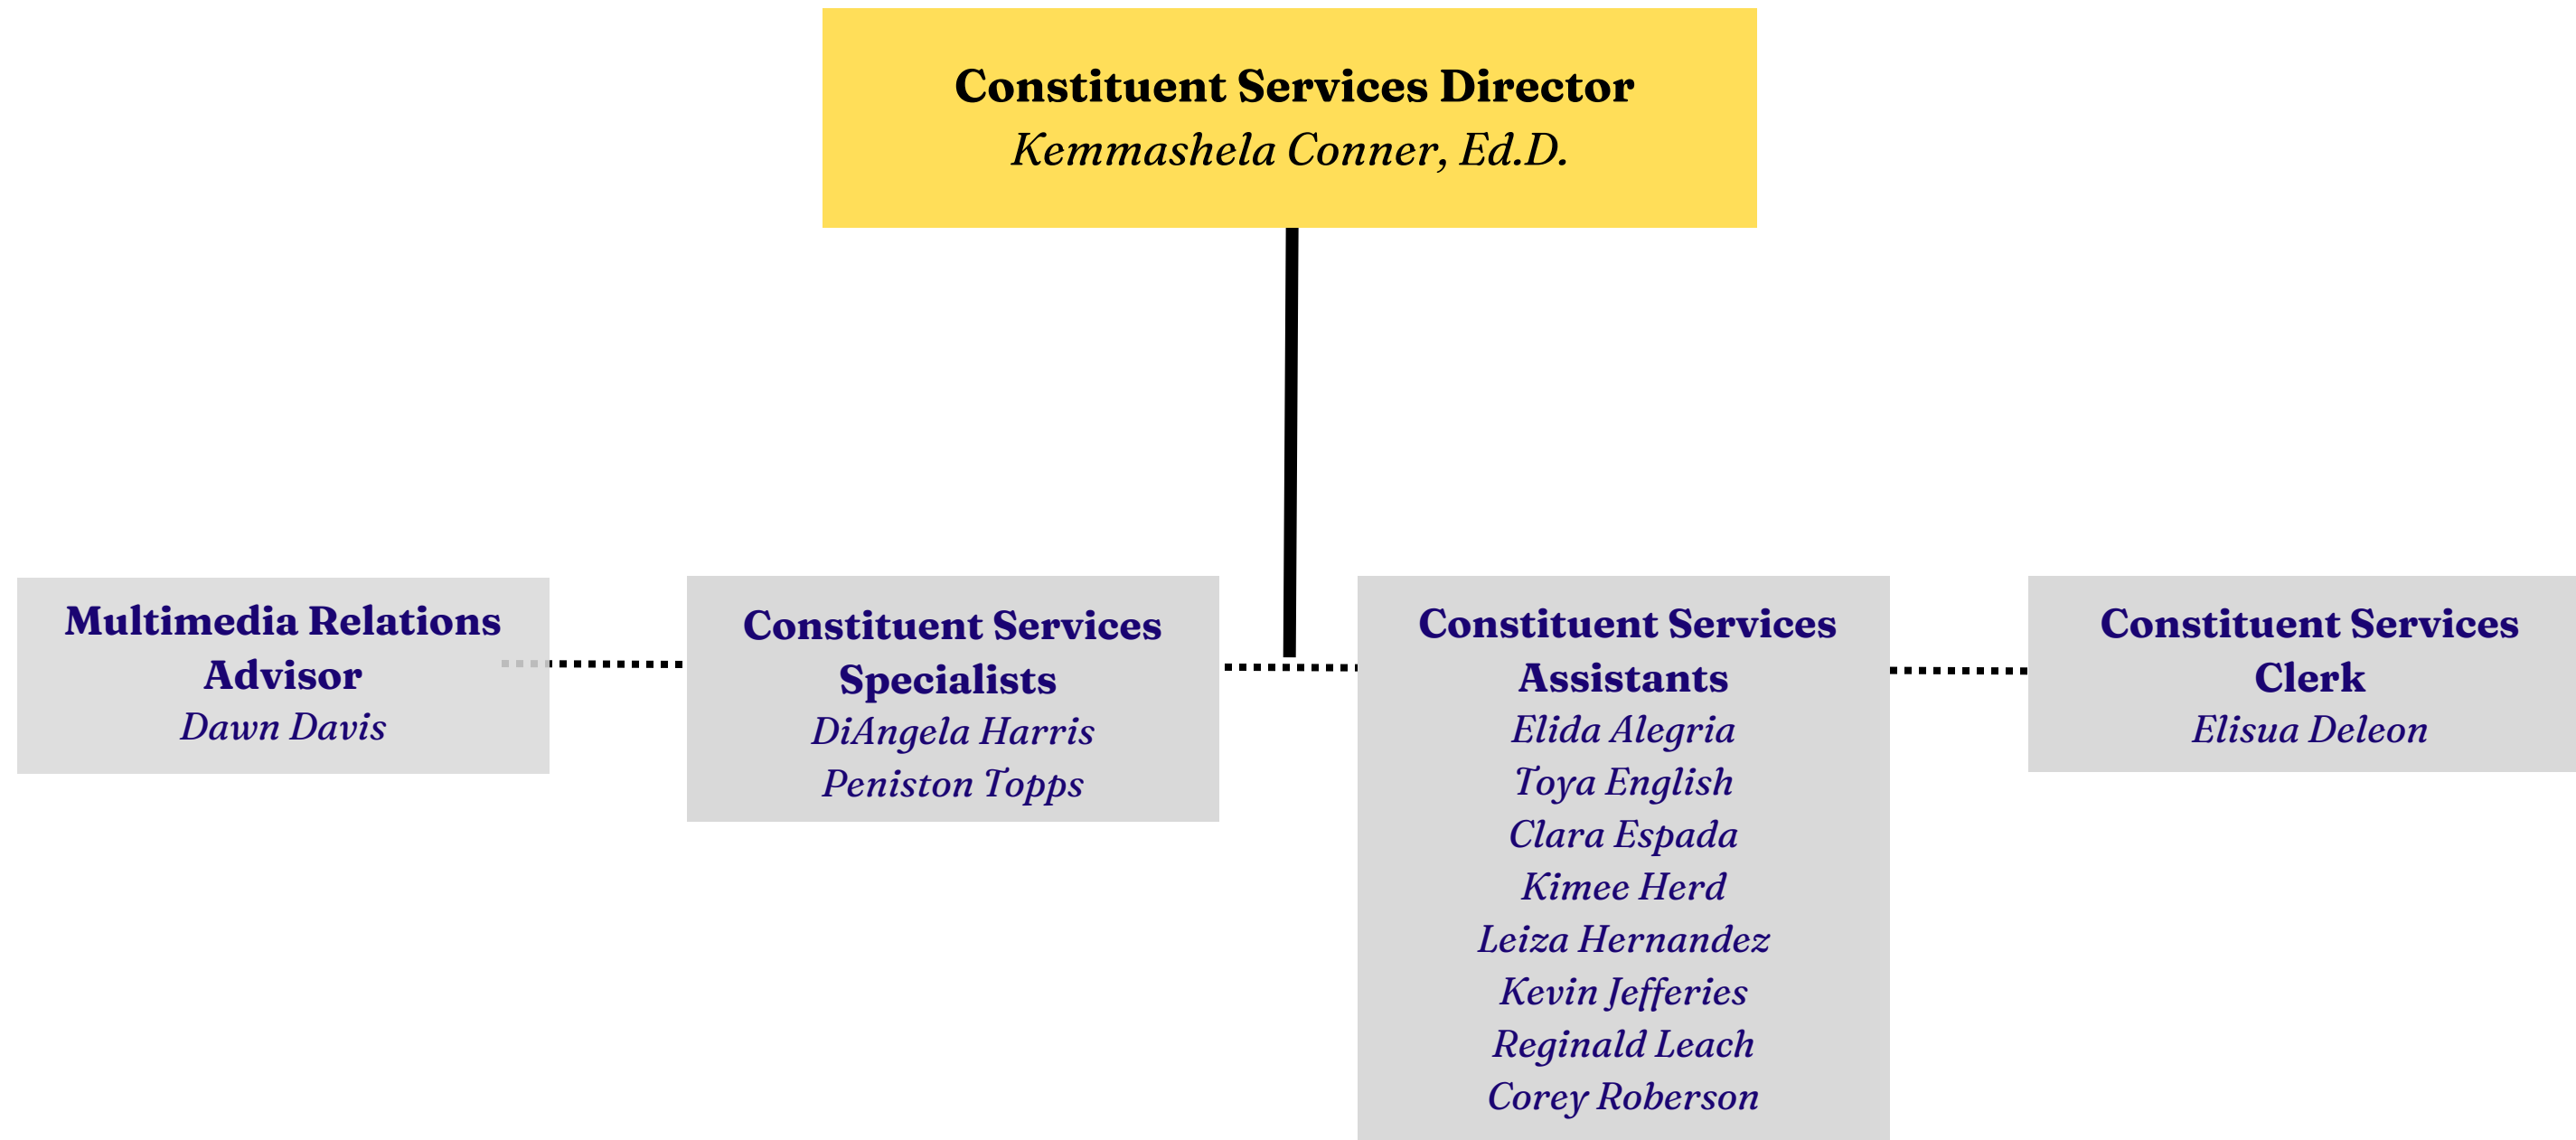 Constituent Services Director
Kemmashela Conner, Ed.D.
Multimedia Relations
Advisor
Dawn Davis
Constituent Services
Specialists
DiAngela Harris
Peniston Topps
Constituent Services
Assistants
Elida Alegria
Toya English
Clara Espada
Kimee Herd
Leiza Hernandez
Kevin Jefferies
Reginald Leach
Corey Roberson
Constituent Services
Clerk
Elisua Deleon